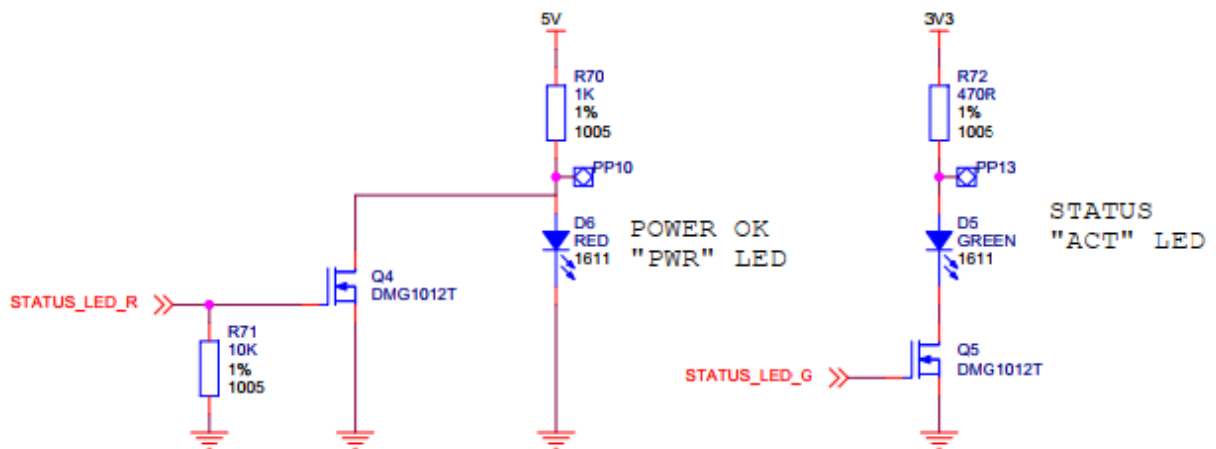 5V
R70
1K
1%
1005
PP10
D6
RED
1611
POWER OK
"PWR" LED
Q4
DMG1012T
STATUS_LED_R
R71
10K
1%
1005
3V3
R72
470R
1%
1005
PP13
D5
GREEN
1611
STATUS
"ACT" LED
Q5
DMG1012T
STATUS_LED_G